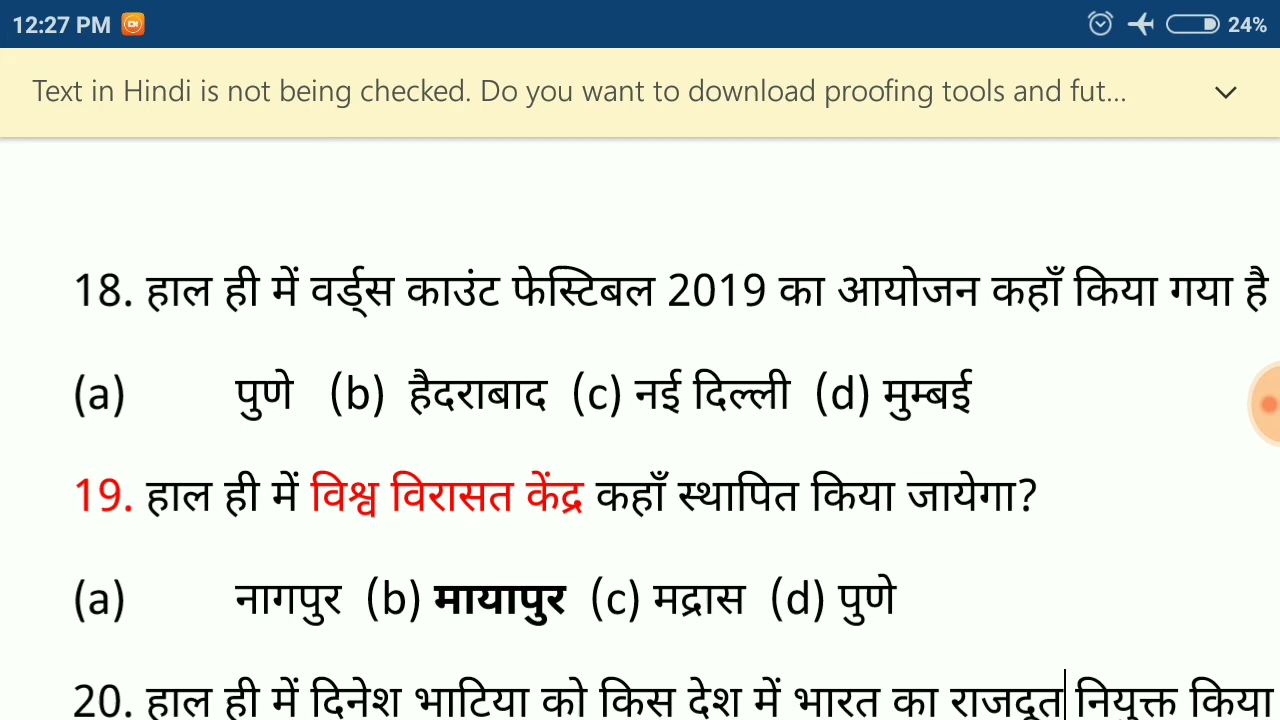 12:27 PM 24%
Text in Hindi is not being checked. Do you want to download proofing tools and fut...
18. हाल ही में वर्ड्स काउंट फेस्टिबल 2019 का आयोजन कहाँ किया गया है
(a) पुणे (b) हैदराबाद (c) नई दिल्ली (d) मुम्बई
19. हाल ही में विश्व विरासत केंद्र कहाँ स्थापित किया जायेगा?
(a) नागपुर (b) मायापुर (c) मद्रास (d) पुणे
20. हाल ही में दिनेश भाटिया को किस देश में भारत का राजदूत नियुक्त किया